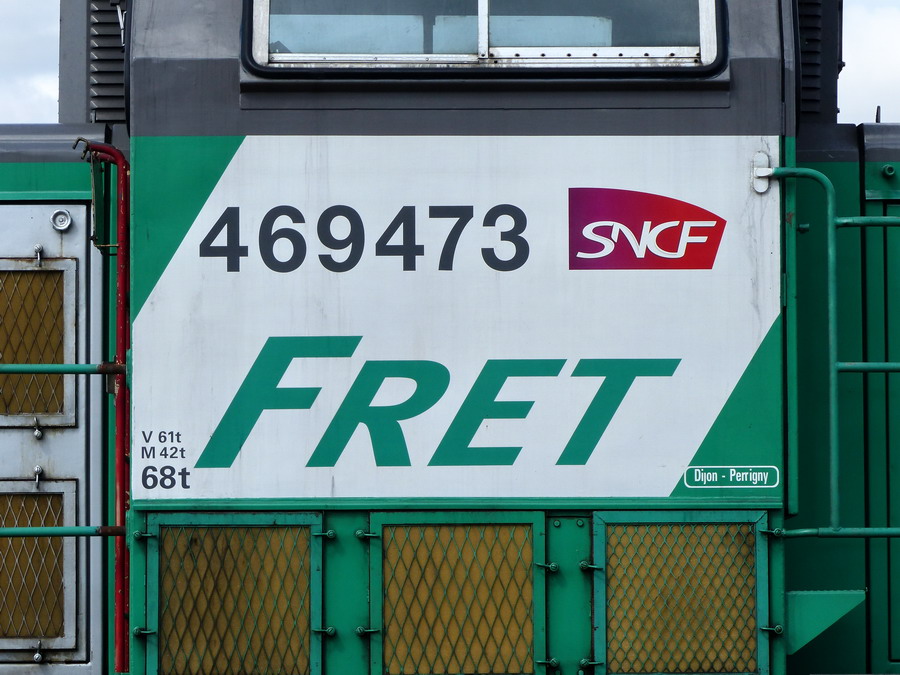 469473
SNCF
FRET
V 61t
M 42t
68t
Dijon - Perrigny